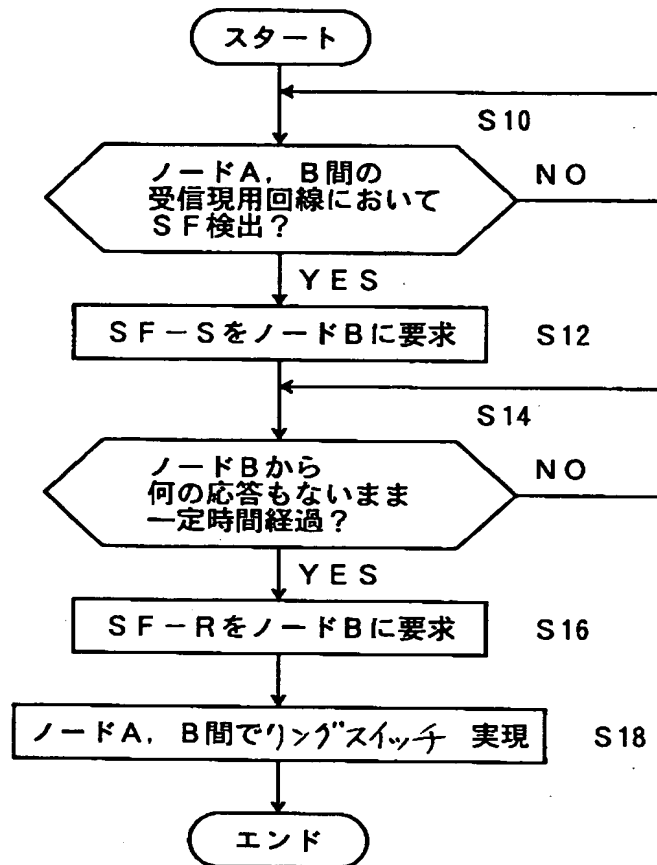 スタート
S10
ノードA，B間の
受信現用回線において
SF検出？
NO
YES
SF－SをノードBに要求
S12
S14
ノードBから
何の応答もないまま
一定時間経過？
NO
YES
SF－RをノードBに要求
S16
ノードA，B間でリングスイッチ 実現
S18
エンド